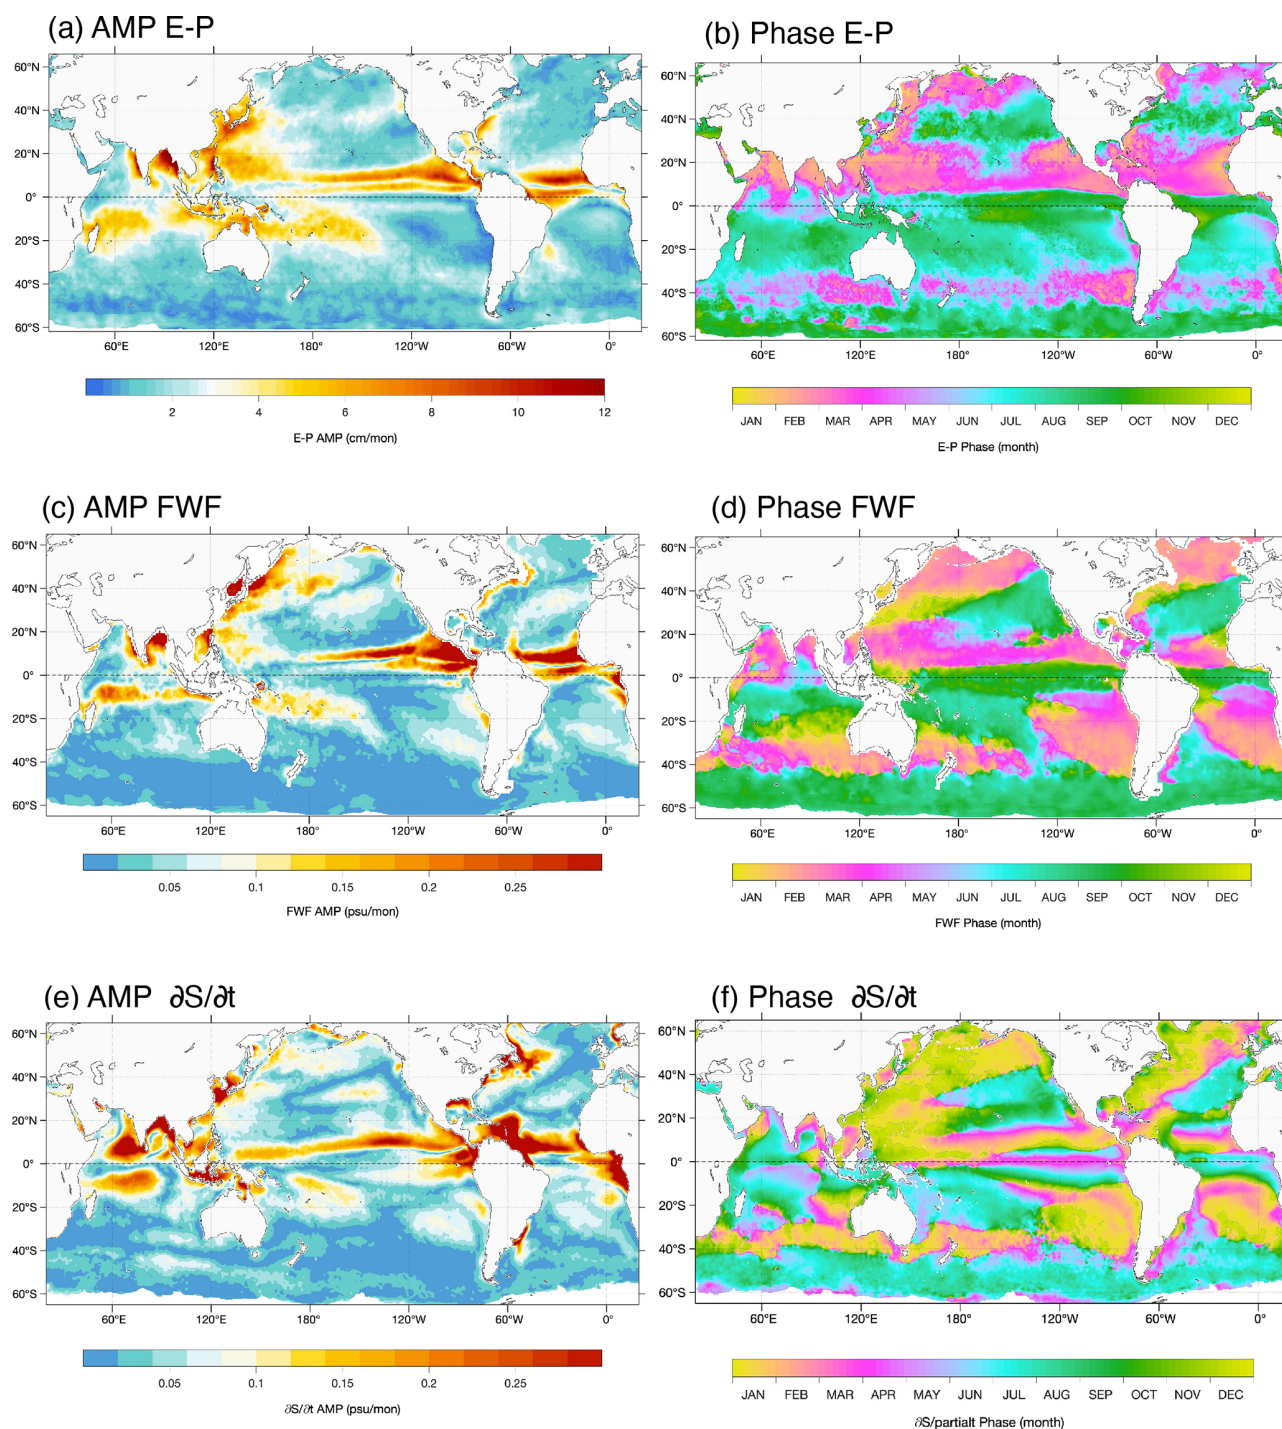 (a) AMP E-P
(b) Phase E-P
60°N
40°N
20°N
0°
20°S
40°S
60°S
60°E 120°E 180° 120°W 60°W 0°
2 4 6 8 10 12
E-P AMP (cm/mon)
60°N
40°N
20°N
0°
20°S
40°S
60°S
60°E 120°E 180° 120°W 60°W 0°
JAN FEB MAR APR MAY JUN JUL AUG SEP OCT NOV DEC
E-P Phase (month)
(c) AMP FWF
(d) Phase FWF
60°N
40°N
20°N
0°
20°S
40°S
60°S
60°E 120°E 180° 120°W 60°W 0°
0.05 0.1 0.15 0.2 0.25
FWF AMP (psu/mon)
60°N
40°N
20°N
0°
20°S
40°S
60°S
60°E 120°E 180° 120°W 60°W 0°
JAN FEB MAR APR MAY JUN JUL AUG SEP OCT NOV DEC
FWF Phase (month)
(e) AMP ∂S/∂t
(f) Phase ∂S/∂t
60°N
40°N
20°N
0°
20°S
40°S
60°S
60°E 120°E 180° 120°W 60°W 0°
0.05 0.1 0.15 0.2 0.25
∂S/∂t AMP (psu/mon)
60°N
40°N
20°N
0°
20°S
40°S
60°S
60°E 120°E 180° 120°W 60°W 0°
JAN FEB MAR APR MAY JUN JUL AUG SEP OCT NOV DEC
∂S/partialt Phase (month)